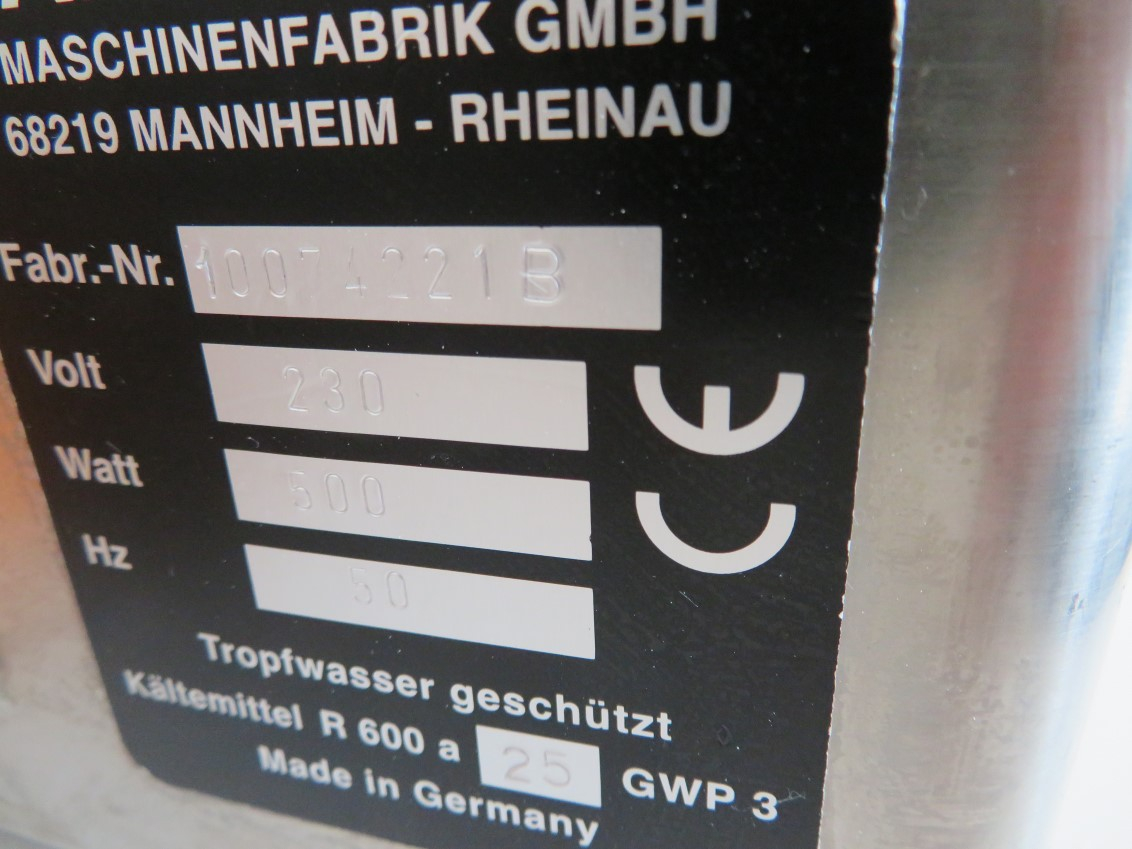 MASCHINENFABRIK GMBH
68219 MANNHEIM - RHEINAU
Fabr.-Nr. 10074221B
Volt 230
Watt 500
Hz 50
CE
Tropfwasser geschützt
Kältemittel R 600 a 25 GWP 3
Made in Germany